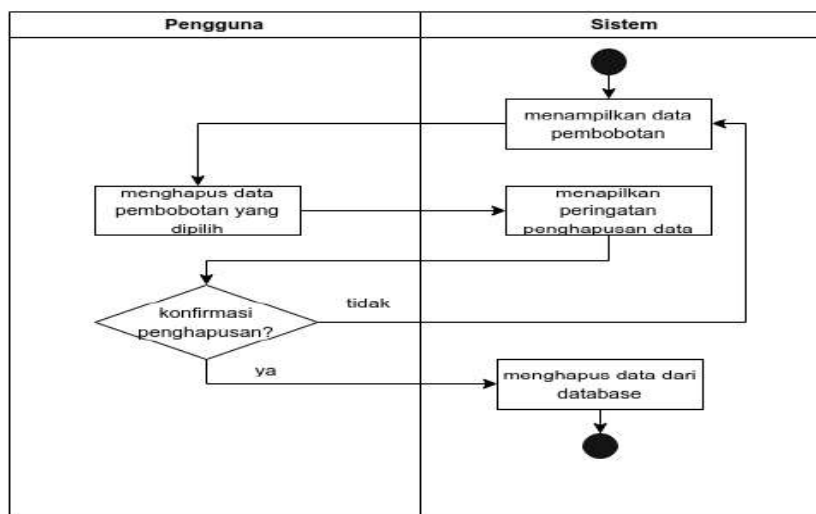 Pengguna
Sistem
menampilkan data
pembobotan
menghapus data
pembobotan yang
dipilih
menapilkan
peringatan
penghapusan data
konfirmasi
penghapusan?
tidak
ya
menghapus data dari
database